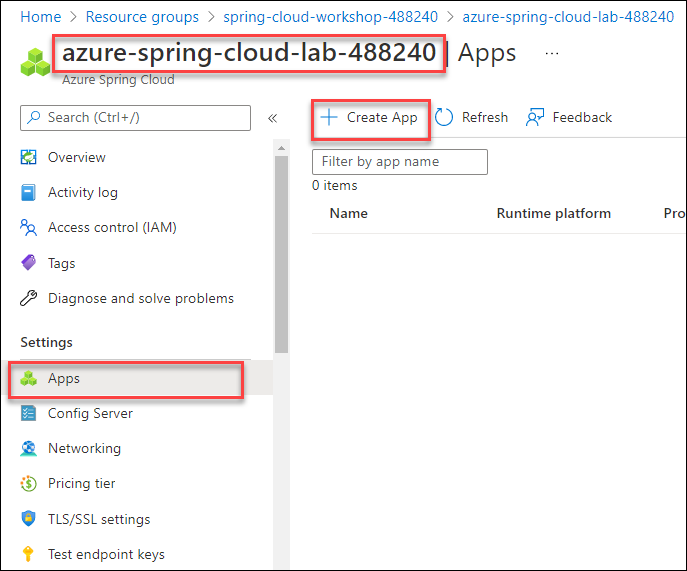 Home > Resource groups > spring-cloud-workshop-488240 > azure-spring-cloud-lab-488240
azure-spring-cloud-lab-488240 | Apps ...
Azure Spring Cloud
Search (Ctrl+/) «
+ Create App Refresh Feedback
Filter by app name
0 items
Name Runtime platform Pro
Overview
Activity log
Access control (IAM)
Tags
Diagnose and solve problems
Settings
Apps
Config Server
Networking
Pricing tier
TLS/SSL settings
Test endpoint keys